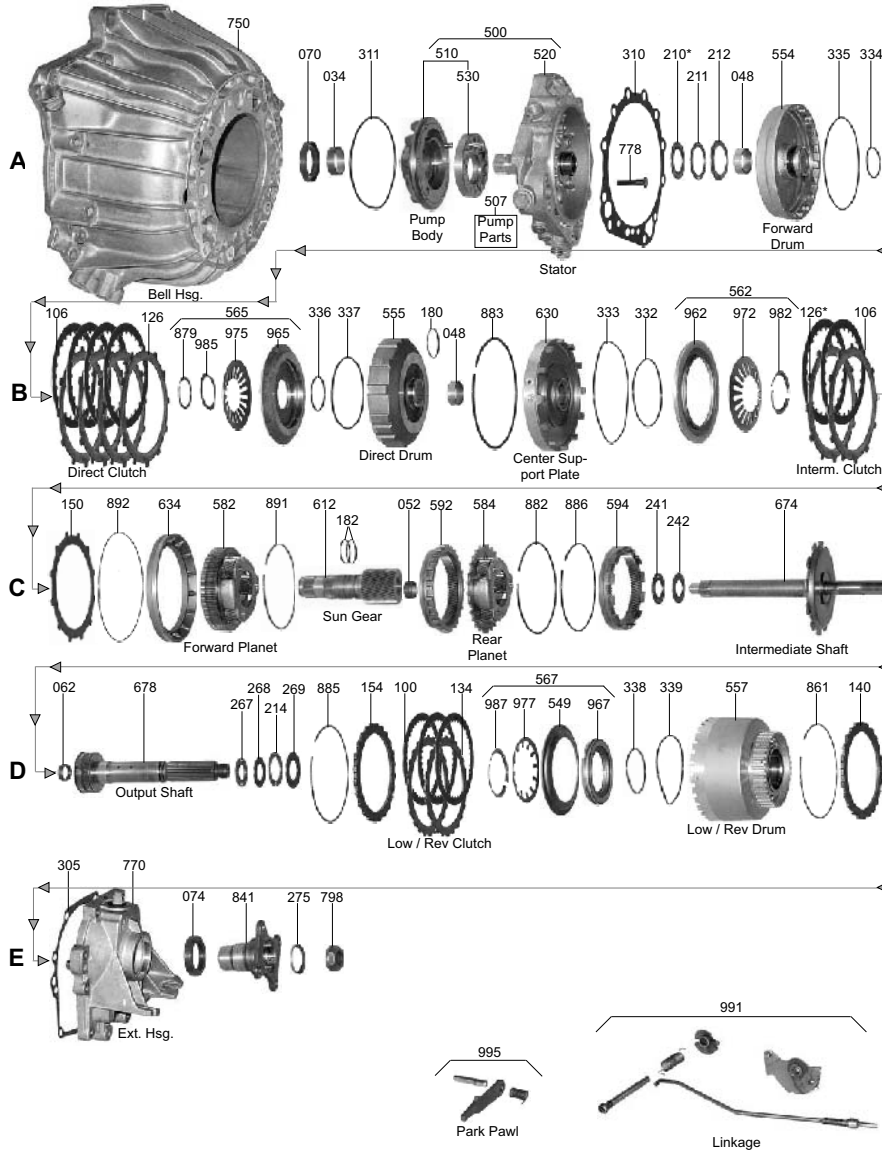 750
500
070
034
311
510
530
520
310
210*
211
212
048
554
335
334
A
778
507
Pump
Body
Pump
Parts
Forward
Drum
Stator
Bell Hsg.
106
126
565
879
985
975
965
336
337
555
180
048
883
630
333
332
562
962
972
982
126*
106
B
Direct Clutch
Direct Drum
Center Sup-
port Plate
Interm. Clutch
150
892
634
582
891
612
182
052
592
584
882
886
594
241
242
674
C
Forward Planet
Sun Gear
Rear
Planet
Intermediate Shaft
062
678
267
268
214
269
885
154
100
134
567
987
977
549
967
338
339
557
861
140
D
Output Shaft
Low / Rev Clutch
Low / Rev Drum
305
770
074
841
275
798
E
Ext. Hsg.
995
Park Pawl
991
Linkage